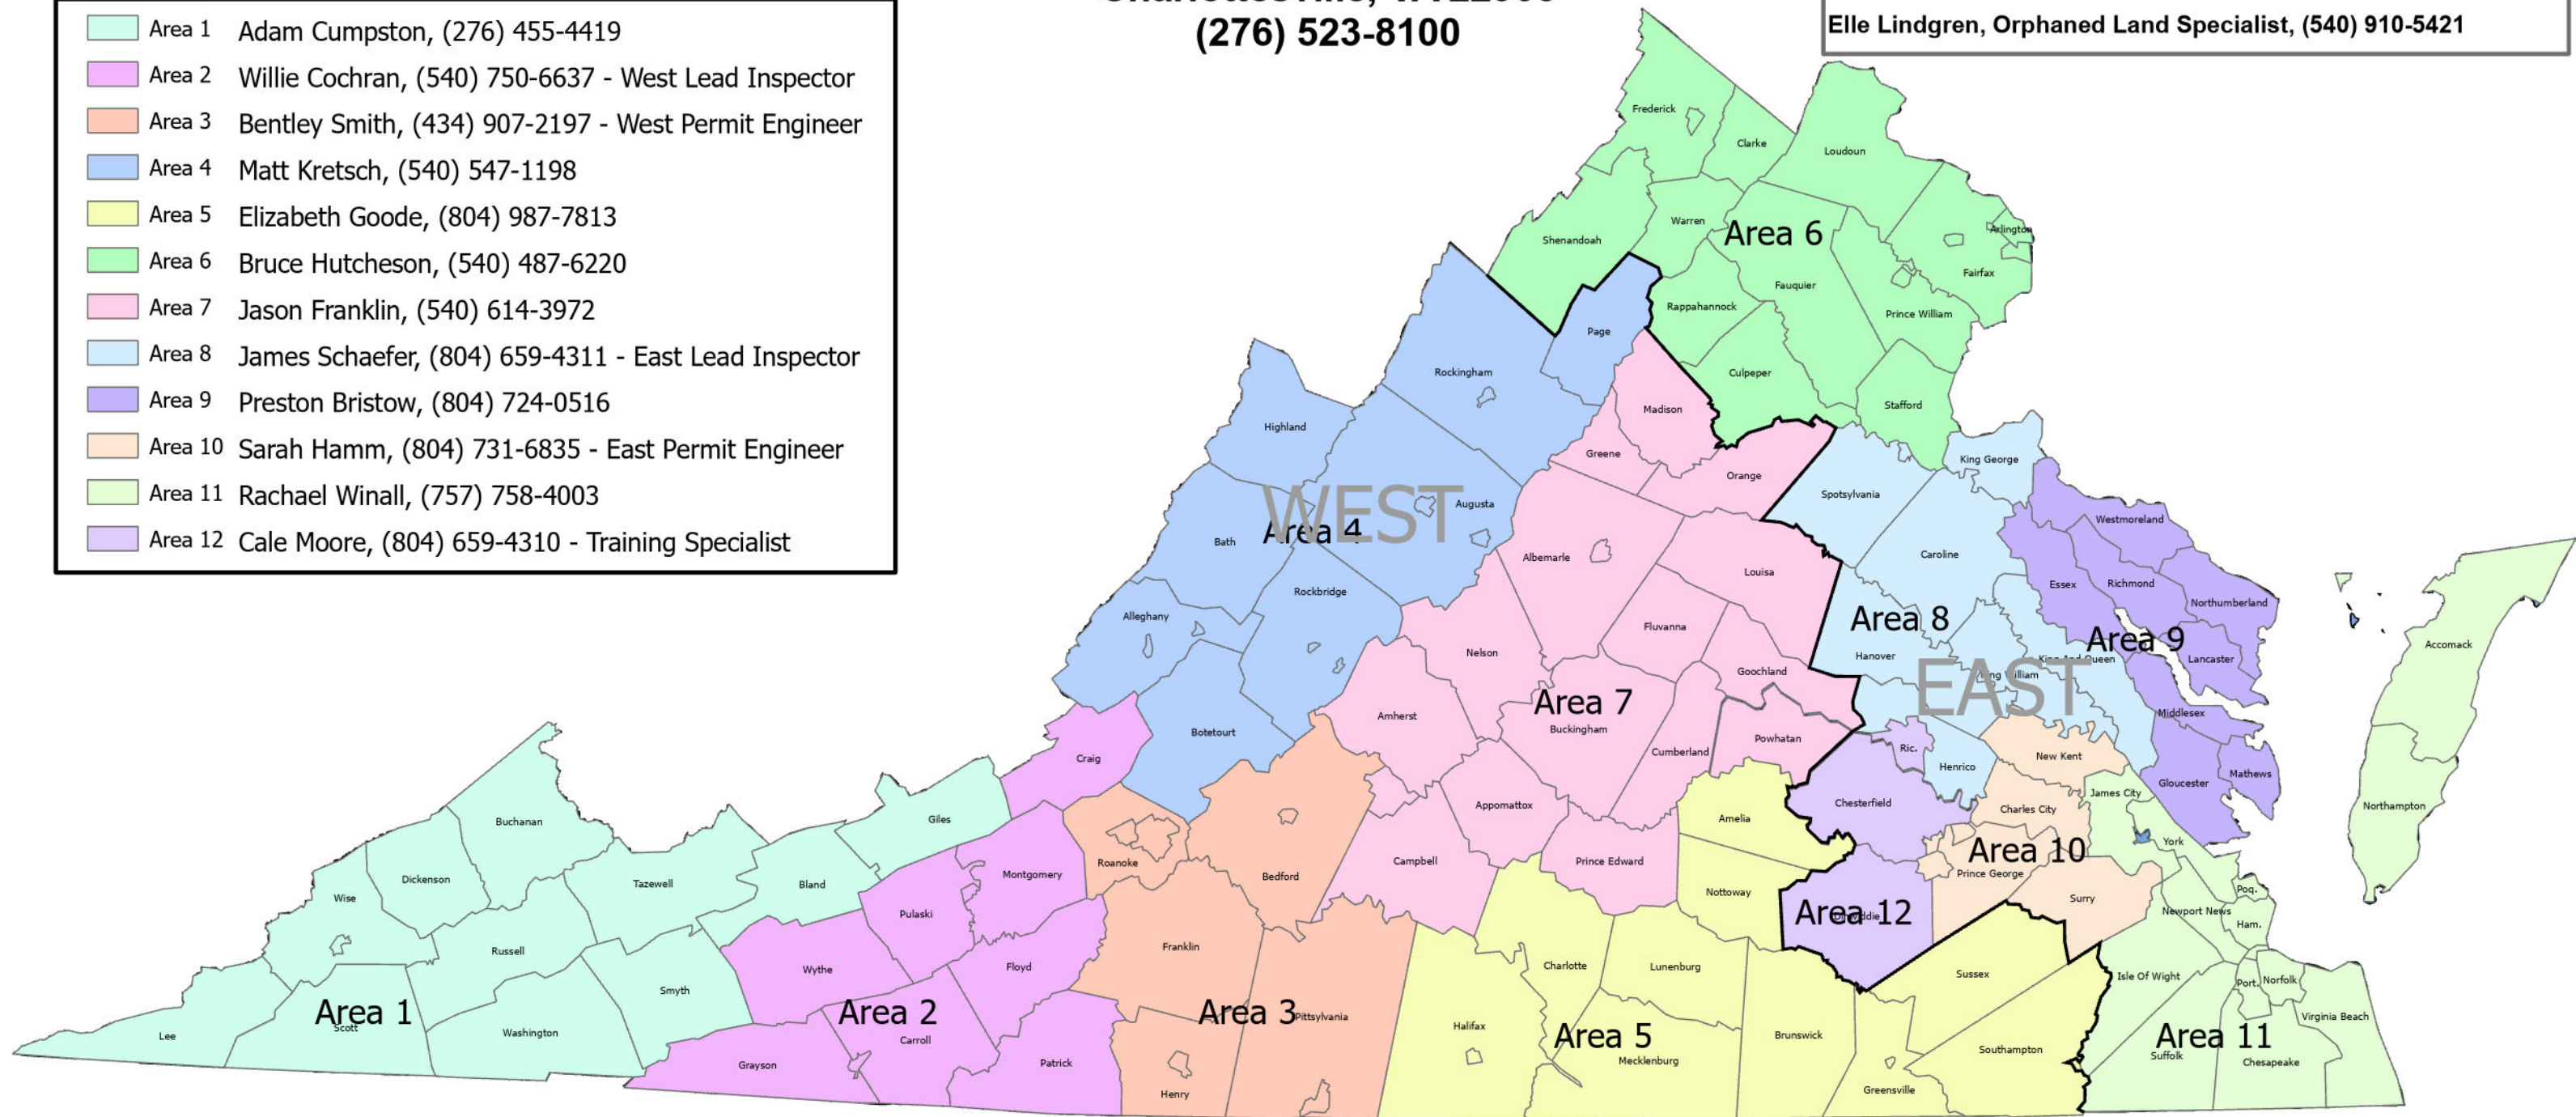 (276) 523-8100
Elle Lindgren, Orphaned Land Specialist, (540) 910-5421
Area 1 Adam Cumpston, (276) 455-4419
Area 2 Willie Cochran, (540) 750-6637 - West Lead Inspector
Area 3 Bentley Smith, (434) 907-2197 - West Permit Engineer
Area 4 Matt Kretsch, (540) 547-1198
Area 5 Elizabeth Goode, (804) 987-7813
Area 6 Bruce Hutcheson, (540) 487-6220
Area 7 Jason Franklin, (540) 614-3972
Area 8 James Schaefer, (804) 659-4311 - East Lead Inspector
Area 9 Preston Bristow, (804) 724-0516
Area 10 Sarah Hamm, (804) 731-6835 - East Permit Engineer
Area 11 Rachael Winall, (757) 758-4003
Area 12 Cale Moore, (804) 659-4310 - Training Specialist
Frederick
Clarke
Loudoun
Warren
Area 6
Arlington
Shenandoah
Fairfax
Fauquier
Rappahannock
Prince William
Page
Rockingham
Culpeper
Stafford
Madison
Highland
Greene
King George
Orange
Spotsylvania
WEST
Augusta
Area 4
Westmoreland
Bath
Caroline
Albemarle
Louisa
Essex
Richmond
Rockbridge
Northumberland
Alleghany
Area 8
Fluvanna
Area 9
Accomack
Nelson
Hanover
King And Queen
Lancaster
Goochland
William
EAST
Area 7
Amherst
Middlesex
Buckingham
Botetourt
Powhatan
Cumberland
Ric.
Craig
New Kent
Henrico
Mathews
Gloucester
James City
Chesterfield
Appomattox
Northampton
Charles City
Giles
Amelia
Buchanan
York
Area 10
Roanoke
Campbell
Prince Edward
Montgomery
Bedford
Prince George
Dickenson
Tazewell
Bland
Nottoway
Poq.
Wise
Surry
Pulaski
Newport News
Area 12
Ham.
Franklin
Russell
Charlotte
Lunenburg
Floyd
Wythe
Sussex
Isle Of Wight
Port.
Norfolk
Smyth
Area 1
Scott
Area 2
Area 3
Pittsylvania
Virginia Beach
Halifax
Washington
Lee
Area 5
Brunswick
Area 11
Carroll
Southampton
Suffolk
Mecklenburg
Chesapeake
Grayson
Patrick
Henry
Greensville